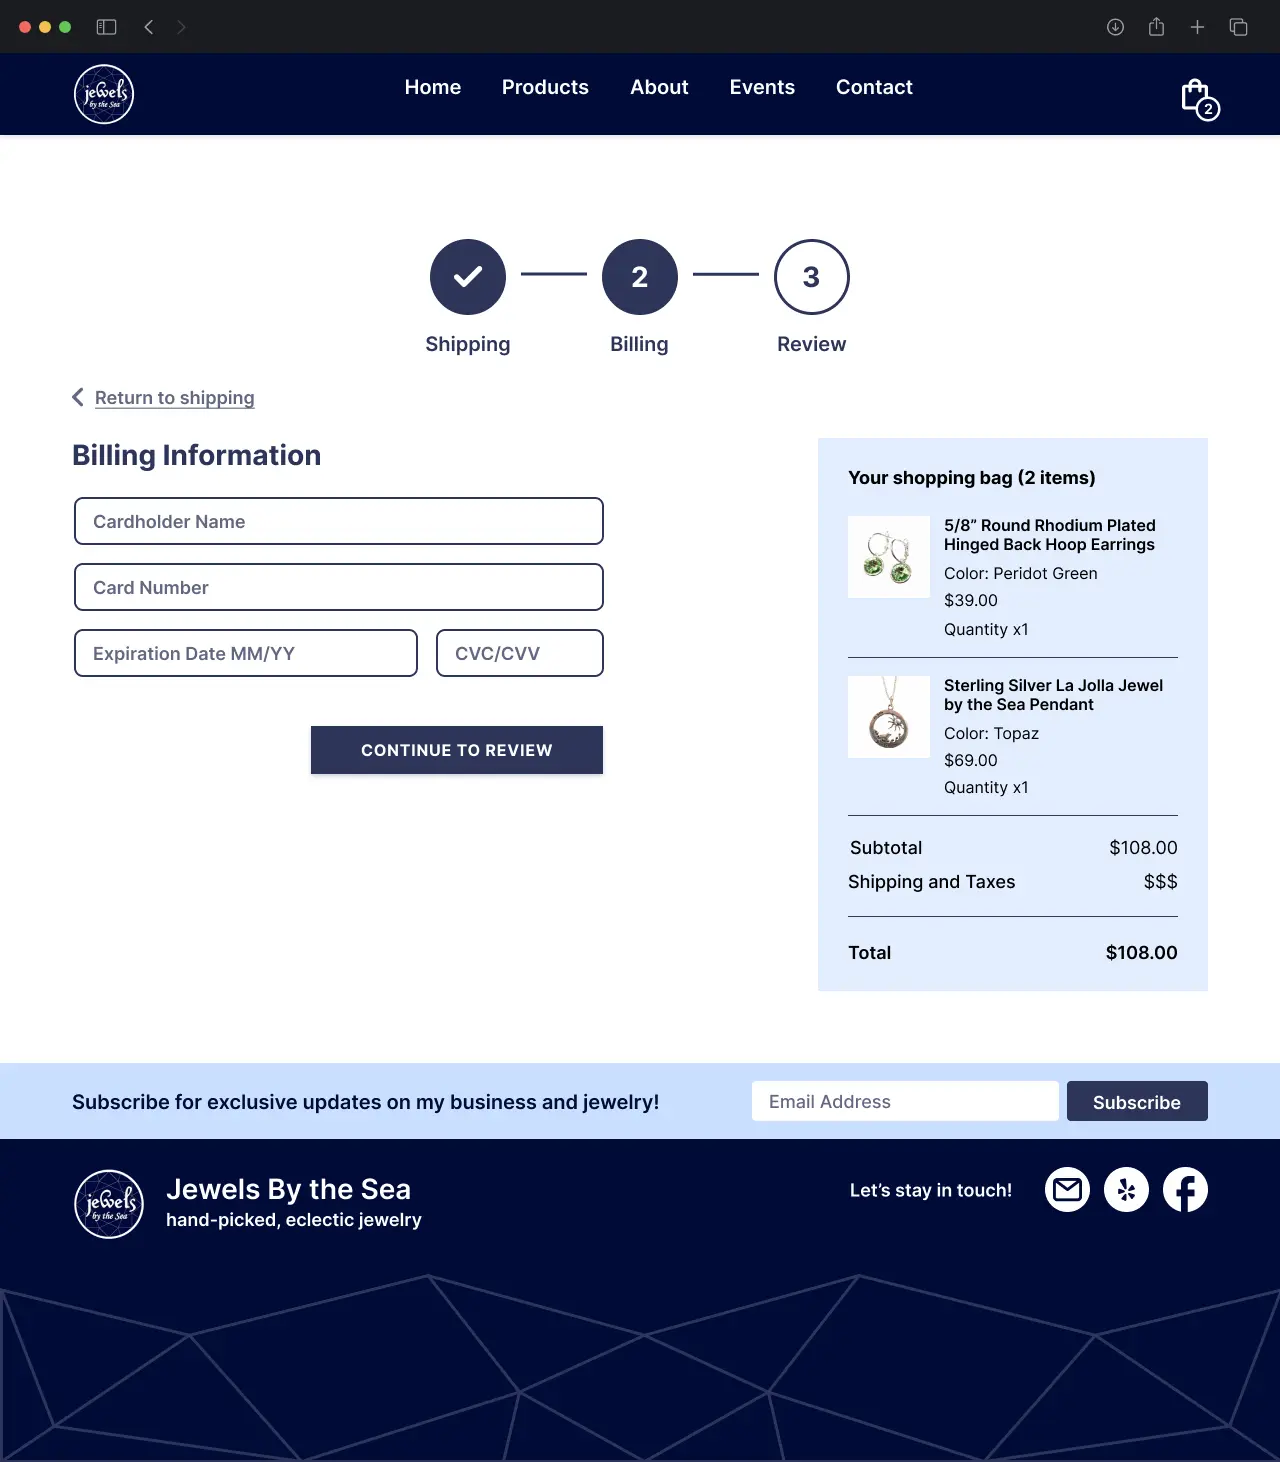 jewels
by the Sea
Home
Products
About
Events
Contact
2
2
3
Shipping
Billing
Review
Return to shipping
Billing Information
Cardholder Name
Card Number
Expiration Date MM/YY
CVC/CVV
CONTINUE TO REVIEW
Your shopping bag (2 items)
5/8” Round Rhodium Plated
Hinged Back Hoop Earrings
Color: Peridot Green
$39.00
Quantity x1
Sterling Silver La Jolla Jewel
by the Sea Pendant
Color: Topaz
$69.00
Quantity x1
Subtotal $108.00
Shipping and Taxes $$$
Total $108.00
Subscribe for exclusive updates on my business and jewelry!
Email Address
Subscribe
jewels
by the Sea
Jewels By the Sea
hand-picked, eclectic jewelry
Let’s stay in touch!